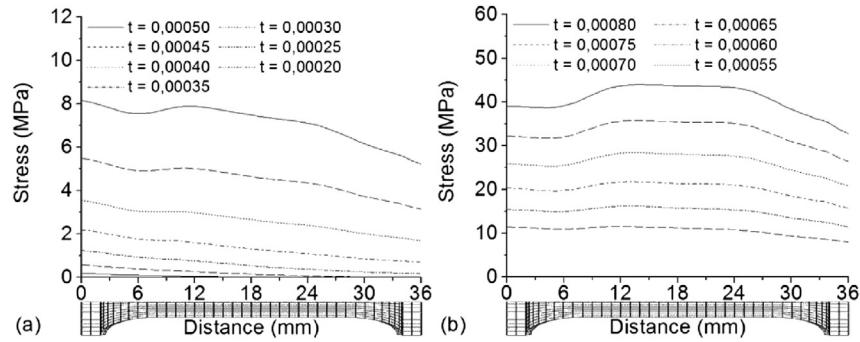 12
10
8
6
4
2
0
Stress (MPa)
t = 0,00050 t = 0,00030
t = 0,00045 t = 0,00025
t = 0,00040 t = 0,00020
t = 0,00035
0 6 12 18 24 30 36
(a) Distance (mm)
60
50
40
30
20
10
0
Stress (MPa)
t = 0,00080 t = 0,00065
t = 0,00075 t = 0,00060
t = 0,00070 t = 0,00055
0 6 12 18 24 30 36
(b) Distance (mm)